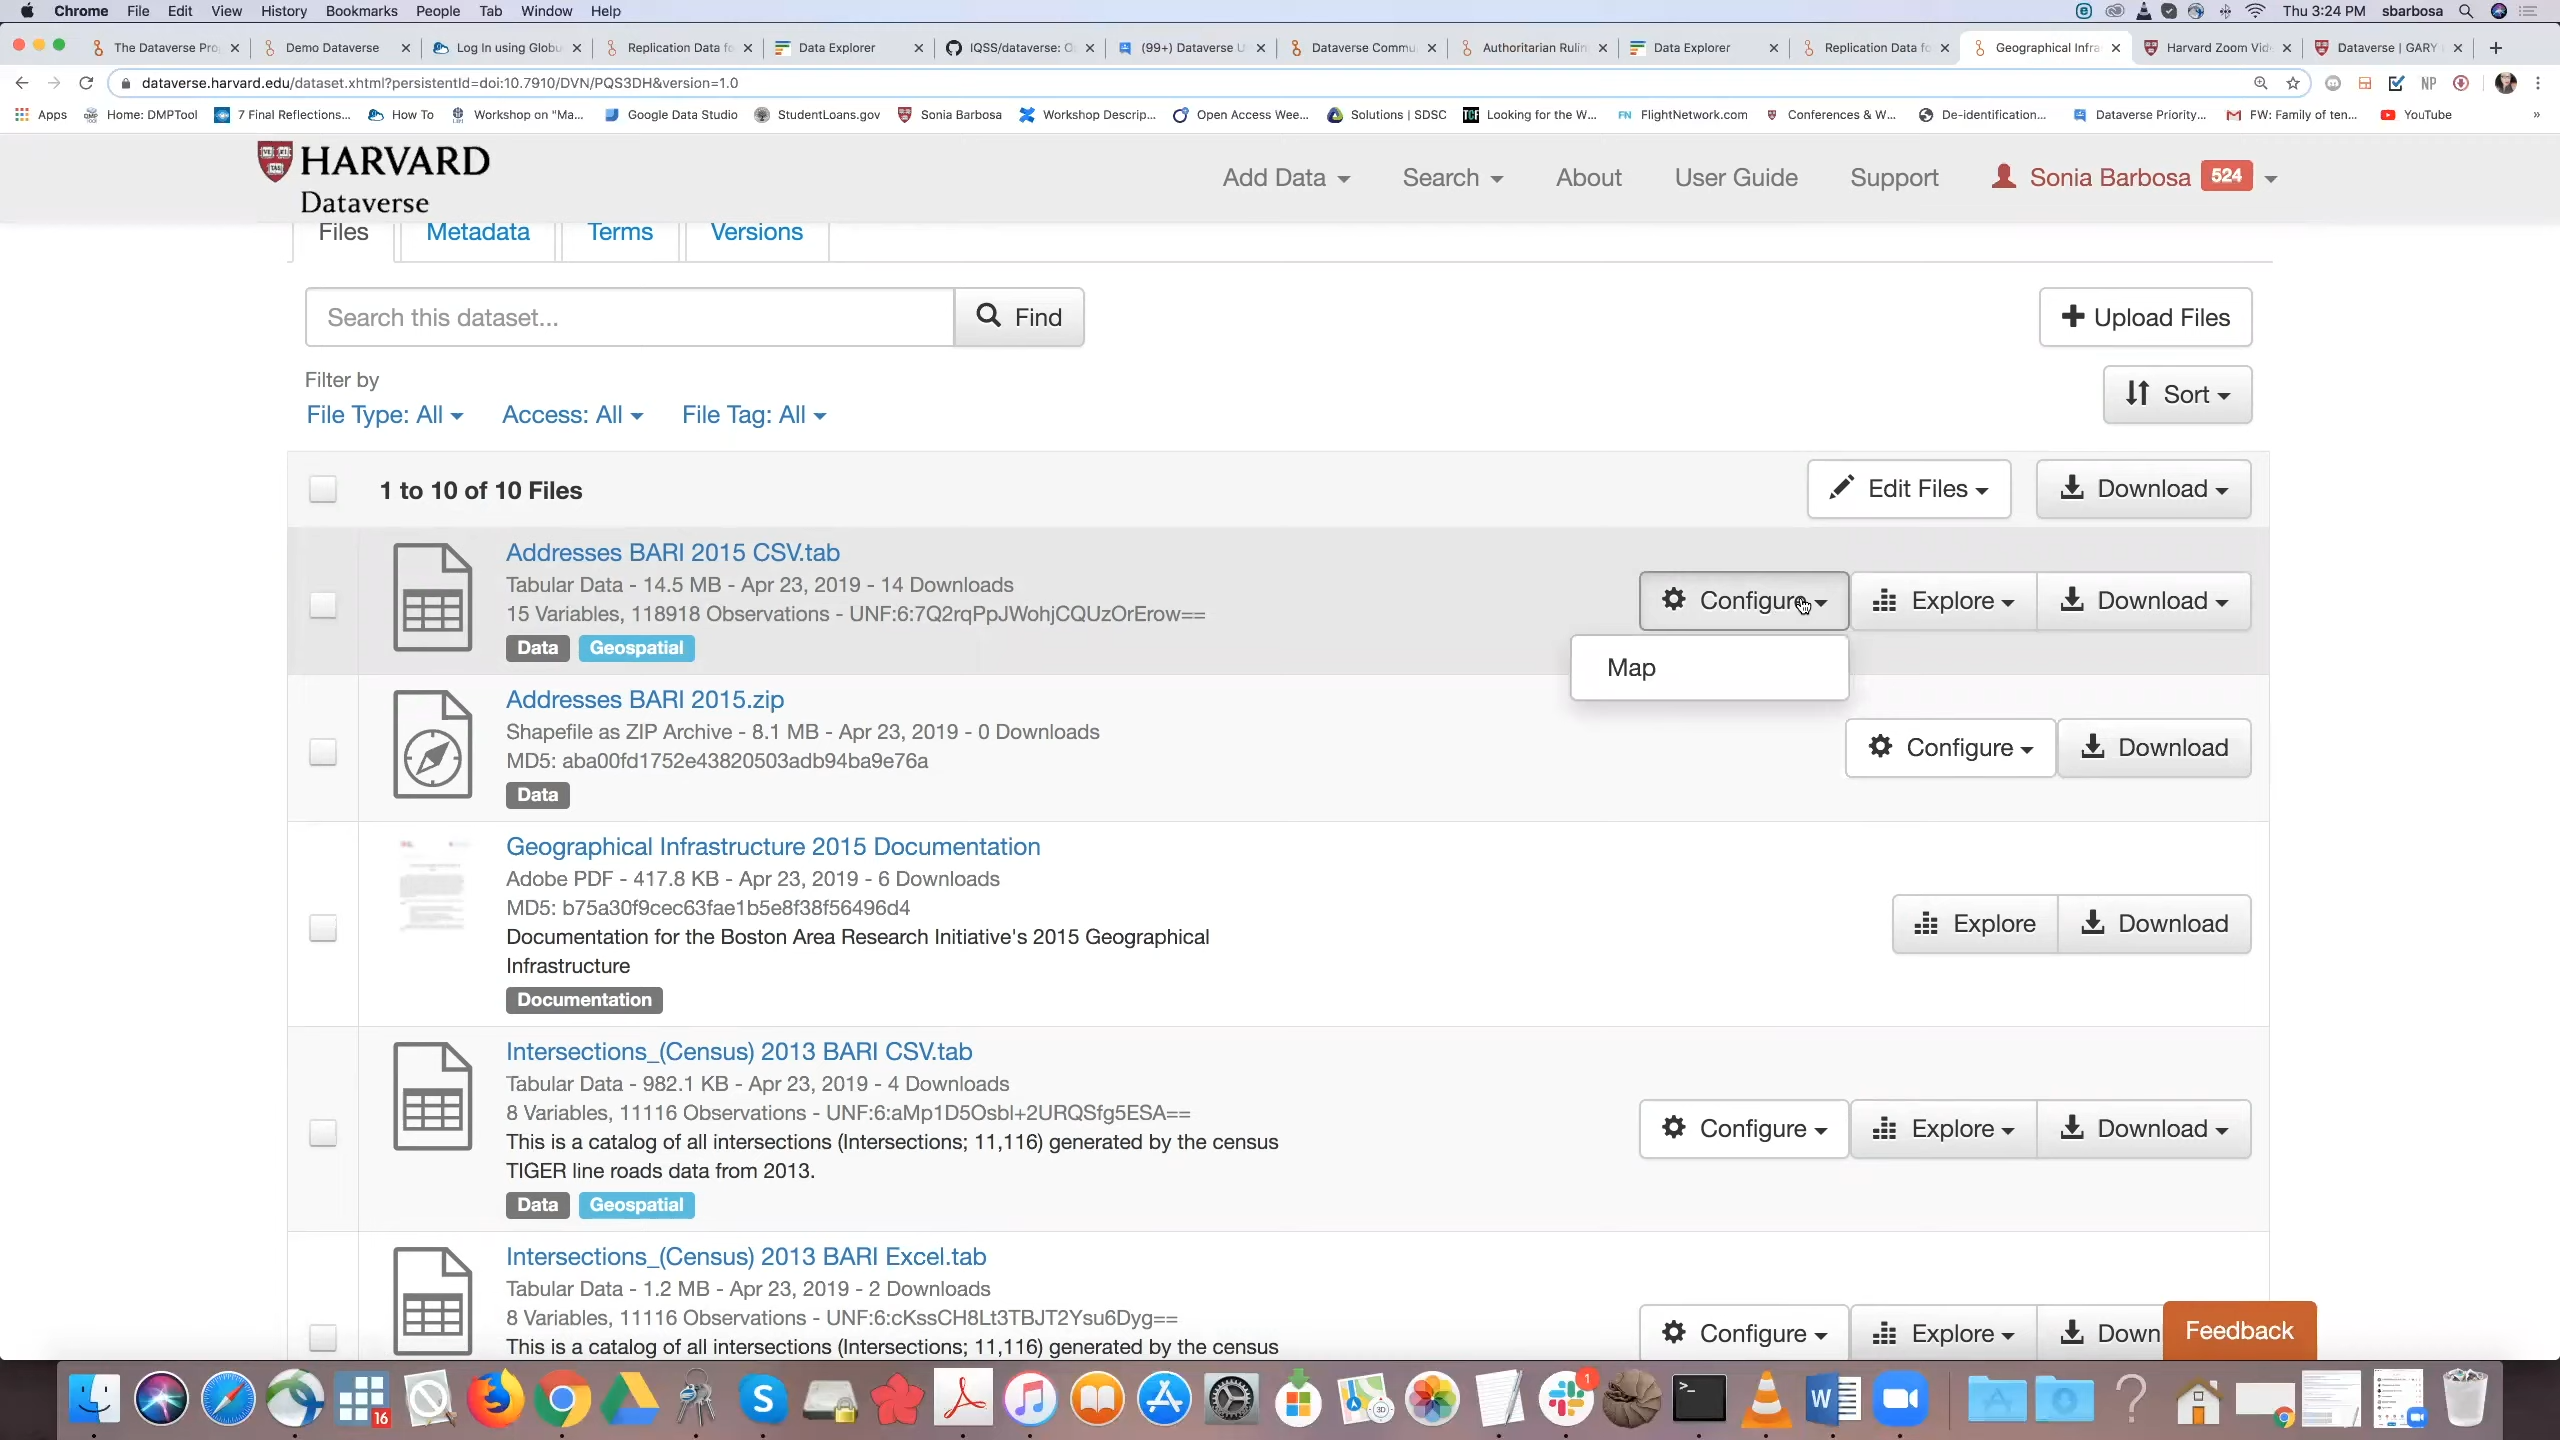 Chrome File Edit View History Bookmarks People Tab Window Help Thu 3:24 PM sbarbosa
The Dataverse Pro Demo Dataverse Log In using Globu Replication Data fo Data Explorer IQSS/dataverse: O (99+) Dataverse U Dataverse Commu Authoritarian Rulin Data Explorer Replication Data fo Geographical Infra Harvard Zoom Vide Dataverse | GARY
dataverse.harvard.edu/dataset.xhtml?persistentId=doi:10.7910/DVN/PQS3DH&version=1.0 NP
Apps Home: DMPTool 7 Final Reflections... How To Workshop on "Ma... Google Data Studio StudentLoans.gov Sonia Barbosa Workshop Descrip... Open Access Wee... Solutions | SDSC TCF Looking for the W... FN FlightNetwork.com Conferences & W... De-identification... Dataverse Priority... FW: Family of ten... YouTube »
HARVARD
Dataverse
Add Data Search About User Guide Support Sonia Barbosa 524
Files Metadata Terms Versions
Search this dataset... Find Upload Files
Filter by
File Type: All Access: All File Tag: All Sort
1 to 10 of 10 Files Edit Files Download
Addresses BARI 2015 CSV.tab
Tabular Data - 14.5 MB - Apr 23, 2019 - 14 Downloads
15 Variables, 118918 Observations - UNF:6:7Q2rqPpJWohjCQUzOrErow==
Data Geospatial
Configure Explore Download
Map
Addresses BARI 2015.zip
Shapefile as ZIP Archive - 8.1 MB - Apr 23, 2019 - 0 Downloads
MD5: aba00fd1752e43820503adb94ba9e76a
Data
Configure Download
Geographical Infrastructure 2015 Documentation
Adobe PDF - 417.8 KB - Apr 23, 2019 - 6 Downloads
MD5: b75a30f9cec63fae1b5e8f38f56496d4
Documentation for the Boston Area Research Initiative's 2015 Geographical
Infrastructure
Documentation
Explore Download
Intersections_(Census) 2013 BARI CSV.tab
Tabular Data - 982.1 KB - Apr 23, 2019 - 4 Downloads
8 Variables, 11116 Observations - UNF:6:aMp1D5Osbl+2URQSfg5ESA==
This is a catalog of all intersections (Intersections; 11,116) generated by the census
TIGER line roads data from 2013.
Data Geospatial
Configure Explore Download
Intersections_(Census) 2013 BARI Excel.tab
Tabular Data - 1.2 MB - Apr 23, 2019 - 2 Downloads
8 Variables, 11116 Observations - UNF:6:cKssCH8Lt3TBJT2Ysu6Dyg==
This is a catalog of all intersections (Intersections; 11,116) generated by the census
Configure Explore Down
Feedback
16 3D 1